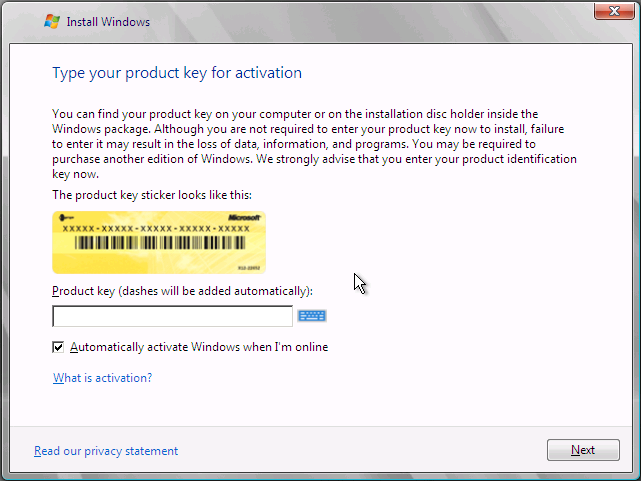 Install Windows
Type your product key for activation
You can find your product key on your computer or on the installation disc holder inside the
Windows package. Although you are not required to enter your product key now to install, failure
to enter it may result in the loss of data, information, and programs. You may be required to
purchase another edition of Windows. We strongly advise that you enter your product identification
key now.
The product key sticker looks like this:
Microsoft
XXXXX-XXXXX-XXXXX-XXXXX-XXXXX
Product key (dashes will be added automatically):
Automatically activate Windows when I'm online
What is activation?
Read our privacy statement
Next